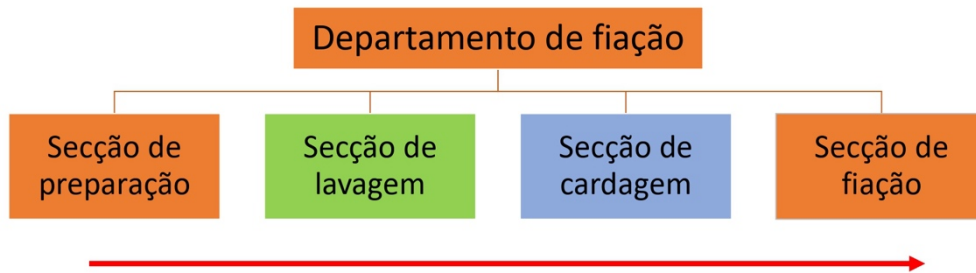 Departamento de fiação
Secção de
preparação
Secção de
lavagem
Secção de
cardagem
Secção de
fiação